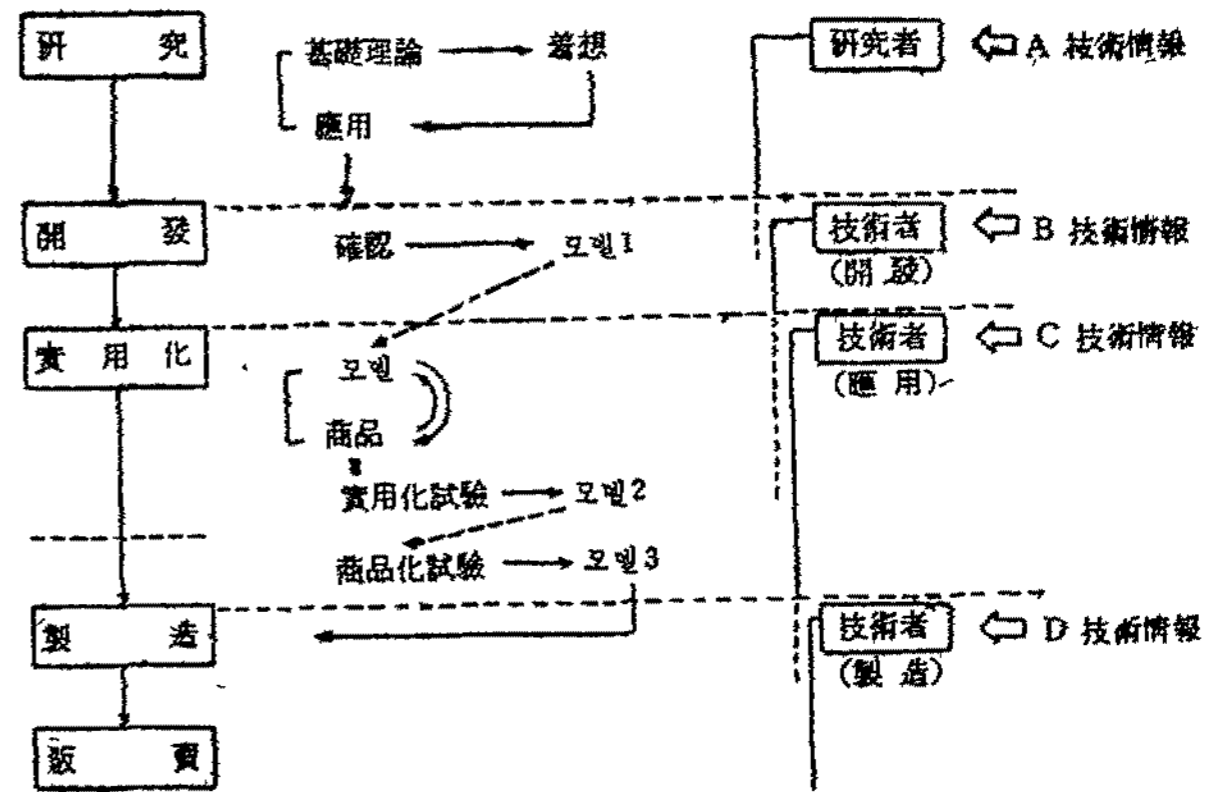 研 究
基礎理論 着想
研究者
A 技術情報
應用
開 發
確認 모델1
技術者
(開 發)
B 技術情報
實 用 化
모델
商品
技術者
(應 用)
C 技術情報
實用化試驗 모델2
商品化試驗 모델3
製 造
技術者
(製 造)
D 技術情報
販 賣